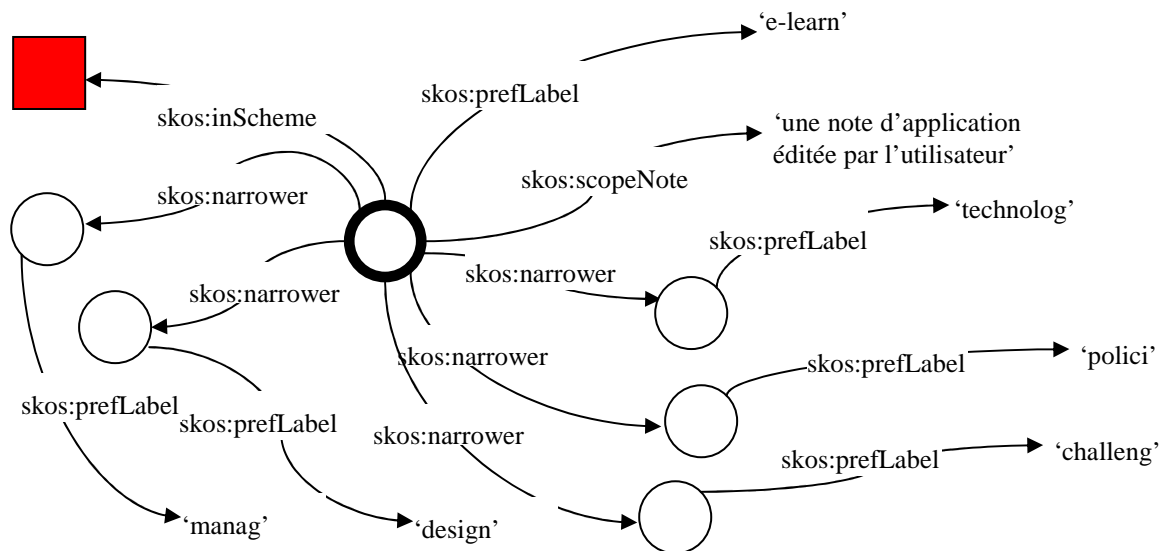 ‘e-learn’
skos:prefLabel
skos:inScheme
‘une note d’application
éditée par l’utilisateur’
skos:scopeNote
skos:narrower
‘technolog’
skos:prefLabel
skos:narrower
skos:narrower
skos:narrower
‘polici’
skos:prefLabel
skos:prefLabel
skos:prefLabel
skos:narrower
skos:prefLabel
‘challeng’
‘manag’
‘design’